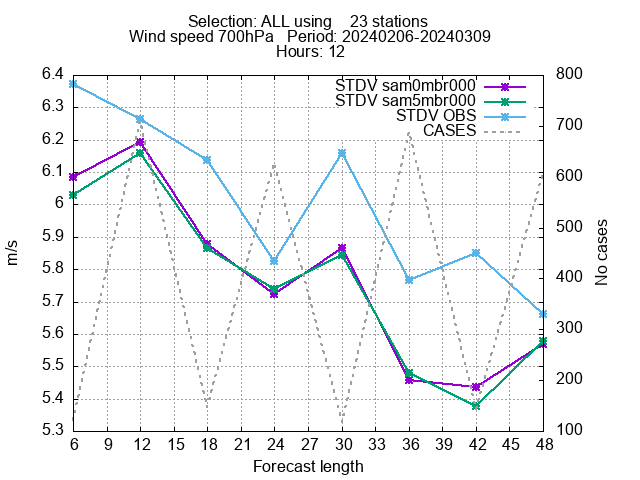 Selection: ALL using    23 stations
Wind speed 700hPa   Period: 20240206-20240309
Hours: 12
STDV sam0mbr000
STDV sam5mbr000
STDV OBS
CASES
6.4
6.3
6.2
6.1
6
5.9
5.8
5.7
5.6
5.5
5.4
5.3
m/s
800
700
600
500
400
300
200
100
No cases
6 9 12 15 18 21 24 27 30 33 36 39 42 45 48
Forecast length